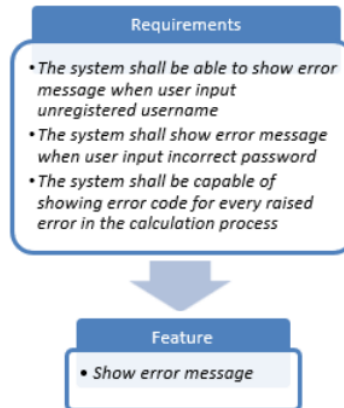 Requirements
• The system shall be able to show error
message when user input
unregistered username
• The system shall show error message
when user input incorrect password
• The system shall be capable of
showing error code for every raised
error in the calculation process
Feature
• Show error message